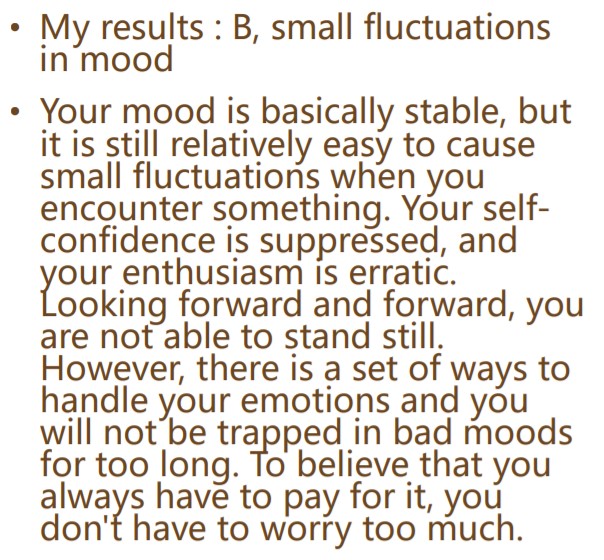 • My results : B, small fluctuations
in mood
• Your mood is basically stable, but
it is still relatively easy to cause
small fluctuations when you
encounter something. Your self-
confidence is suppressed, and
your enthusiasm is erratic.
Looking forward and forward, you
are not able to stand still.
However, there is a set of ways to
handle your emotions and you
will not be trapped in bad moods
for too long. To believe that you
always have to pay for it, you
don't have to worry too much.